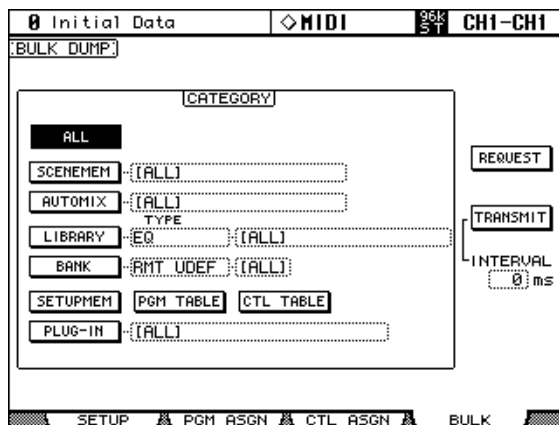 0 Initial Data ◇MIDI 96k ST CH1-CH1
BULK DUMP
CATEGORY
ALL
REQUEST
SCENEMEM [ALL]
AUTOMIX [ALL]
TRANSMIT
TYPE
LIBRARY EQ [ALL]
INTERVAL
BANK RMT UDEF [ALL]
0 ms
SETUPMEM PGM TABLE CTL TABLE
PLUG-IN [ALL]
SETUP PGM ASGN CTL ASGN BULK